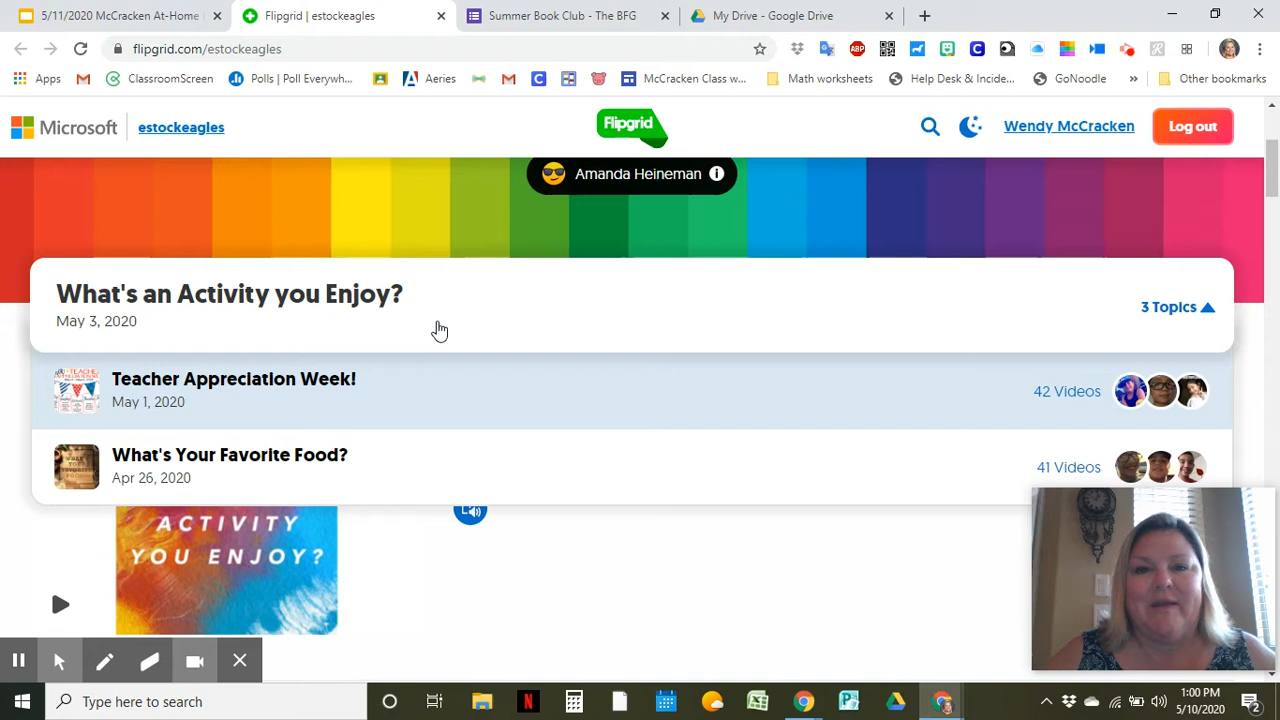 5/11/2020 McCracken At-Home
Flipgrid | estockeagles
Summer Book Club - The BFG
My Drive - Google Drive
flipgrid.com/estockeagles
ABP
Apps
ClassroomScreen
Polls | Poll Everywh...
Aeries
McCracken Class w...
Math worksheets
Help Desk & Incide...
GoNoodle
Other bookmarks
Microsoft
estockeagles
Flipgrid
Wendy McCracken
Log out
Amanda Heineman
What's an Activity you Enjoy?
May 3, 2020
3 Topics
Teacher Appreciation Week!
May 1, 2020
42 Videos
What's Your Favorite Food?
Apr 26, 2020
41 Videos
ACTIVITY
YOU ENJOY?
Type here to search
1:00 PM
5/10/2020
2